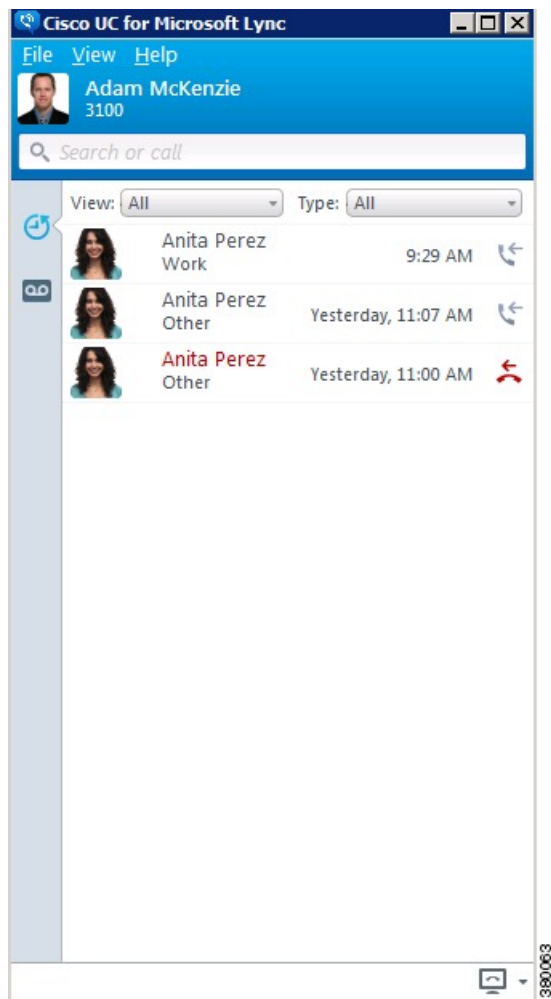 Cisco UC for Microsoft Lync
File View Help
Adam McKenzie
3100
Search or call
View: All Type: All
Anita Perez
Work
9:29 AM
Anita Perez
Other
Yesterday, 11:07 AM
Anita Perez
Other
Yesterday, 11:00 AM
380063